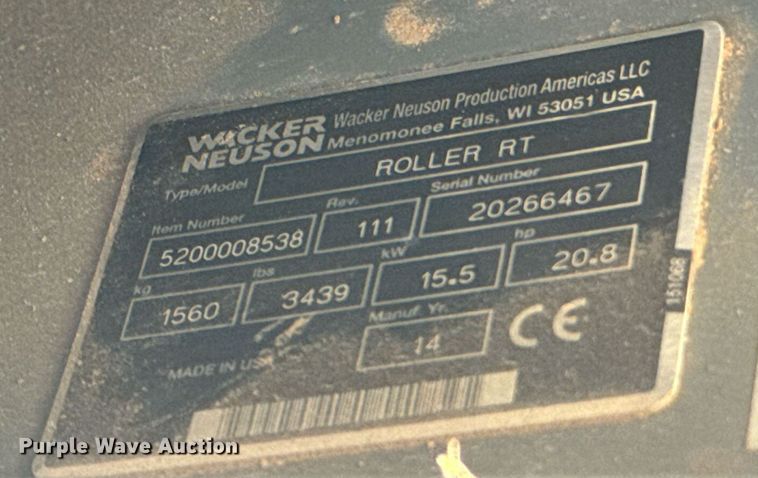 WACKER NEUSON
Wacker Neuson Production Americas LLC
Menomonee Falls, WI 53051 USA
Type/Model ROLLER RT
Item Number Rev. Serial Number
5200008538 111 20266467
kg lbs kW hp
1560 3439 15.5 20.8
Manuf. Yr.
MADE IN USA 14 CE
151068
Purple Wave Auction